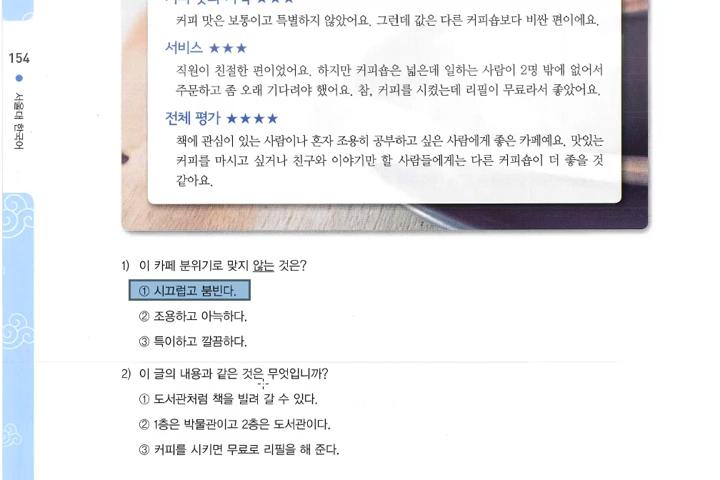 커피 맛은 보통이고 특별하지 않았어요. 그런데 값은 다른 커피숍보다 비싼 편이에요.
서비스 ★★★
직원이 친절한 편이었어요. 하지만 커피숍은 넓은데 일하는 사람이 2명 밖에 없어서
주문하고 좀 오래 기다려야 했어요. 참, 커피를 시켰는데 리필이 무료라서 좋았어요.
전체 평가 ★★★★
책에 관심이 있는 사람이나 혼자 조용히 공부하고 싶은 사람에게 좋은 카페예요. 맛있는
커피를 마시고 싶거나 친구와 이야기만 할 사람들에게는 다른 커피숍이 더 좋을 것
같아요.
154
서울대 한국어
1) 이 카페 분위기로 맞지 않는 것은?
① 시끄럽고 붐빈다.
② 조용하고 아늑하다.
③ 특이하고 깔끔하다.
2) 이 글의 내용과 같은 것은 무엇입니까?
① 도서관처럼 책을 빌려 갈 수 있다.
② 1층은 박물관이고 2층은 도서관이다.
③ 커피를 시키면 무료로 리필을 해 준다.